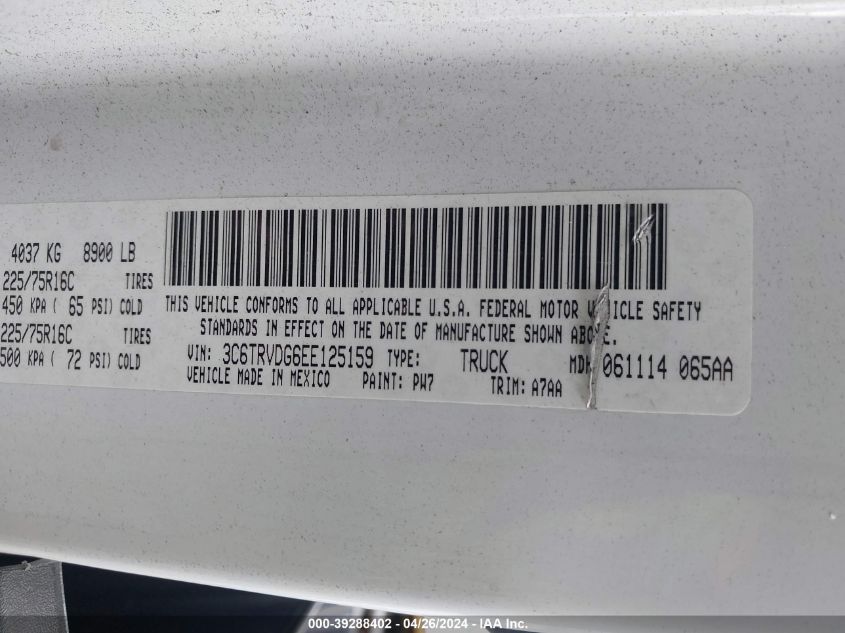 4037 KG 8900 LB
225/75R16C TIRES
450 KPA ( 65 PSI) COLD
225/75R16C TIRES
500 KPA ( 72 PSI) COLD
THIS VEHICLE CONFORMS TO ALL APPLICABLE U.S.A. FEDERAL MOTOR VEHICLE SAFETY
STANDARDS IN EFFECT ON THE DATE OF MANUFACTURE SHOWN ABOVE.
VIN: 3C6TRVDG6EE125159 TYPE: TRUCK MDH 061114 065AA
VEHICLE MADE IN MEXICO PAINT: PW7 TRIM: A7AA
000-39288402 - 04/26/2024 - IAA Inc.